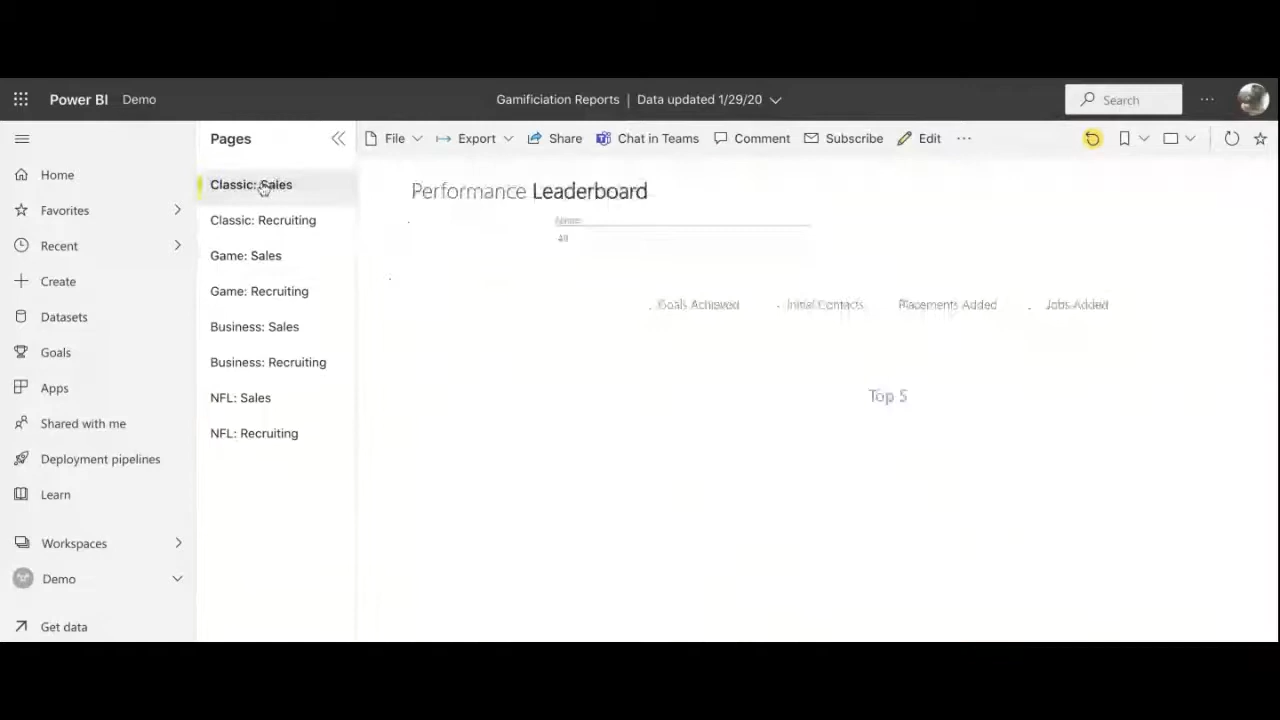 Power BI Demo
Gamificiation Reports | Data updated 1/29/20
Search
Pages
File Export Share Chat in Teams Comment Subscribe Edit
Home
Favorites
Recent
Create
Datasets
Goals
Apps
Shared with me
Deployment pipelines
Learn
Workspaces
Demo
Get data
Classic: Sales
Classic: Recruiting
Game: Sales
Game: Recruiting
Business: Sales
Business: Recruiting
NFL: Sales
NFL: Recruiting
Performance Leaderboard
Name
All
Goals Achieved Initial Contacts Placements Added Jobs Added
Top 5